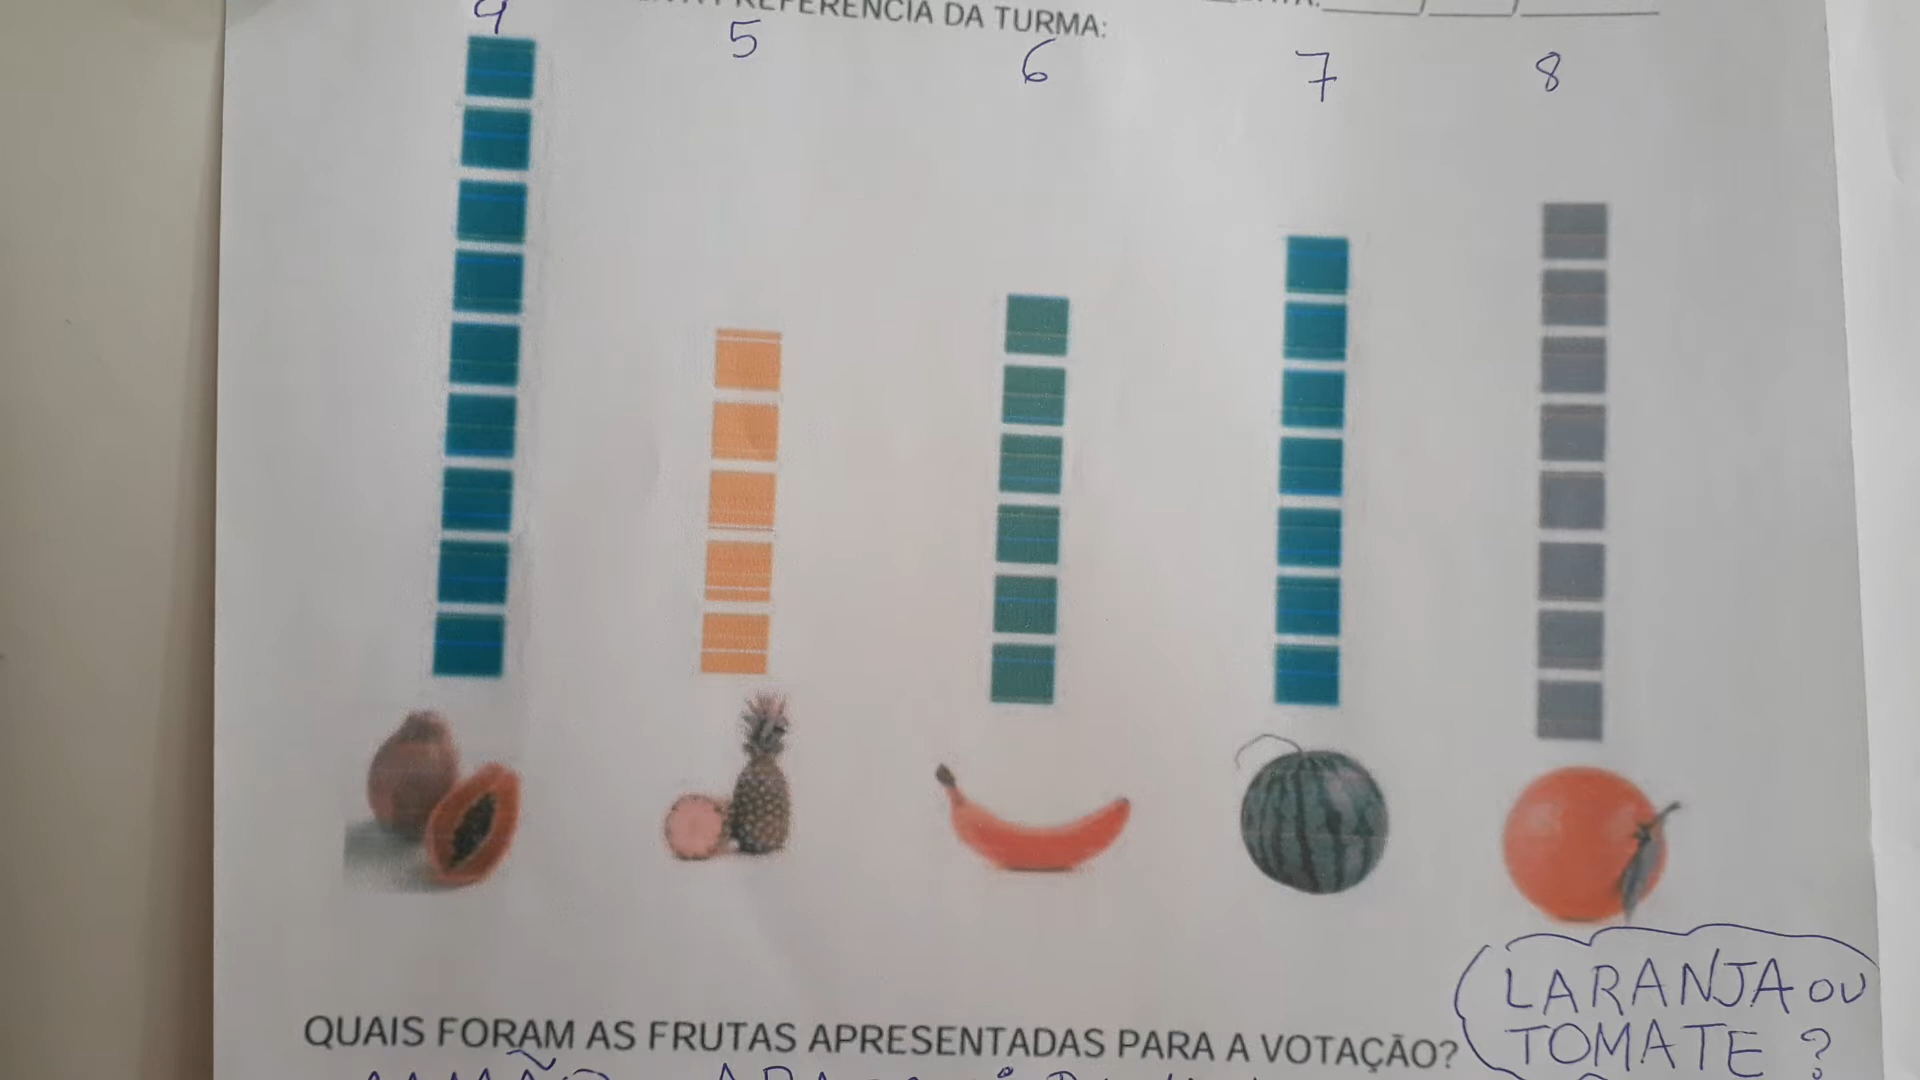 REFERÊNCIA DA TURMA:
9 5 6 7 8
QUAIS FORAM AS FRUTAS APRESENTADAS PARA A VOTAÇÃO?
LARANJA OU
TOMATE ?